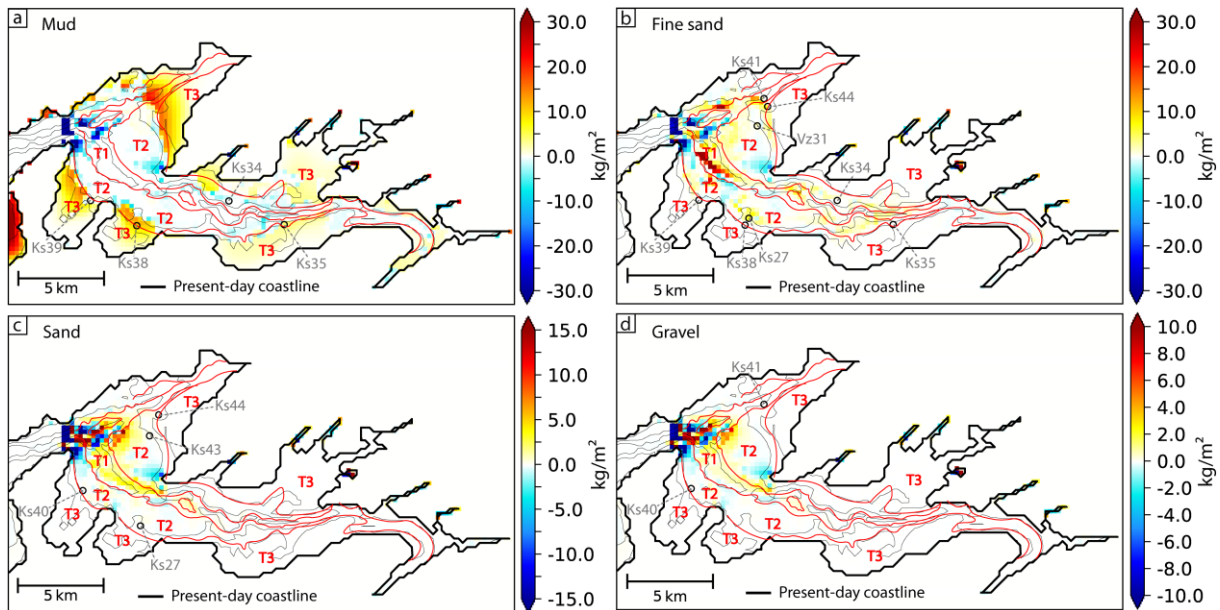 a Mud
30.0
20.0
10.0
0.0
-10.0
-20.0
-30.0
kg/m²
T3
T2
T1
T2
T3
T2
T3
T3
Ks34
Ks39
Ks38
Ks35
5 km
Present-day coastline
b Fine sand
30.0
20.0
10.0
0.0
-10.0
-20.0
-30.0
kg/m²
Ks41
T3
Ks44
Vz31
T2
T1
Ks34
T3
T2
T3
T2
T3
T3
Ks39
Ks38
Ks27
Ks35
5 km
Present-day coastline
c Sand
15.0
10.0
5.0
0.0
-5.0
-10.0
-15.0
kg/m²
T3
Ks44
Ks43
T2
T1
T3
T2
Ks40
T3
T2
T3
T3
Ks27
5 km
Present-day coastline
d Gravel
10.0
8.0
6.0
4.0
2.0
0.0
-2.0
-4.0
-6.0
-8.0
-10.0
kg/m²
Ks41
T3
T2
T1
T3
T2
Ks40
T3
T2
T3
T3
5 km
Present-day coastline